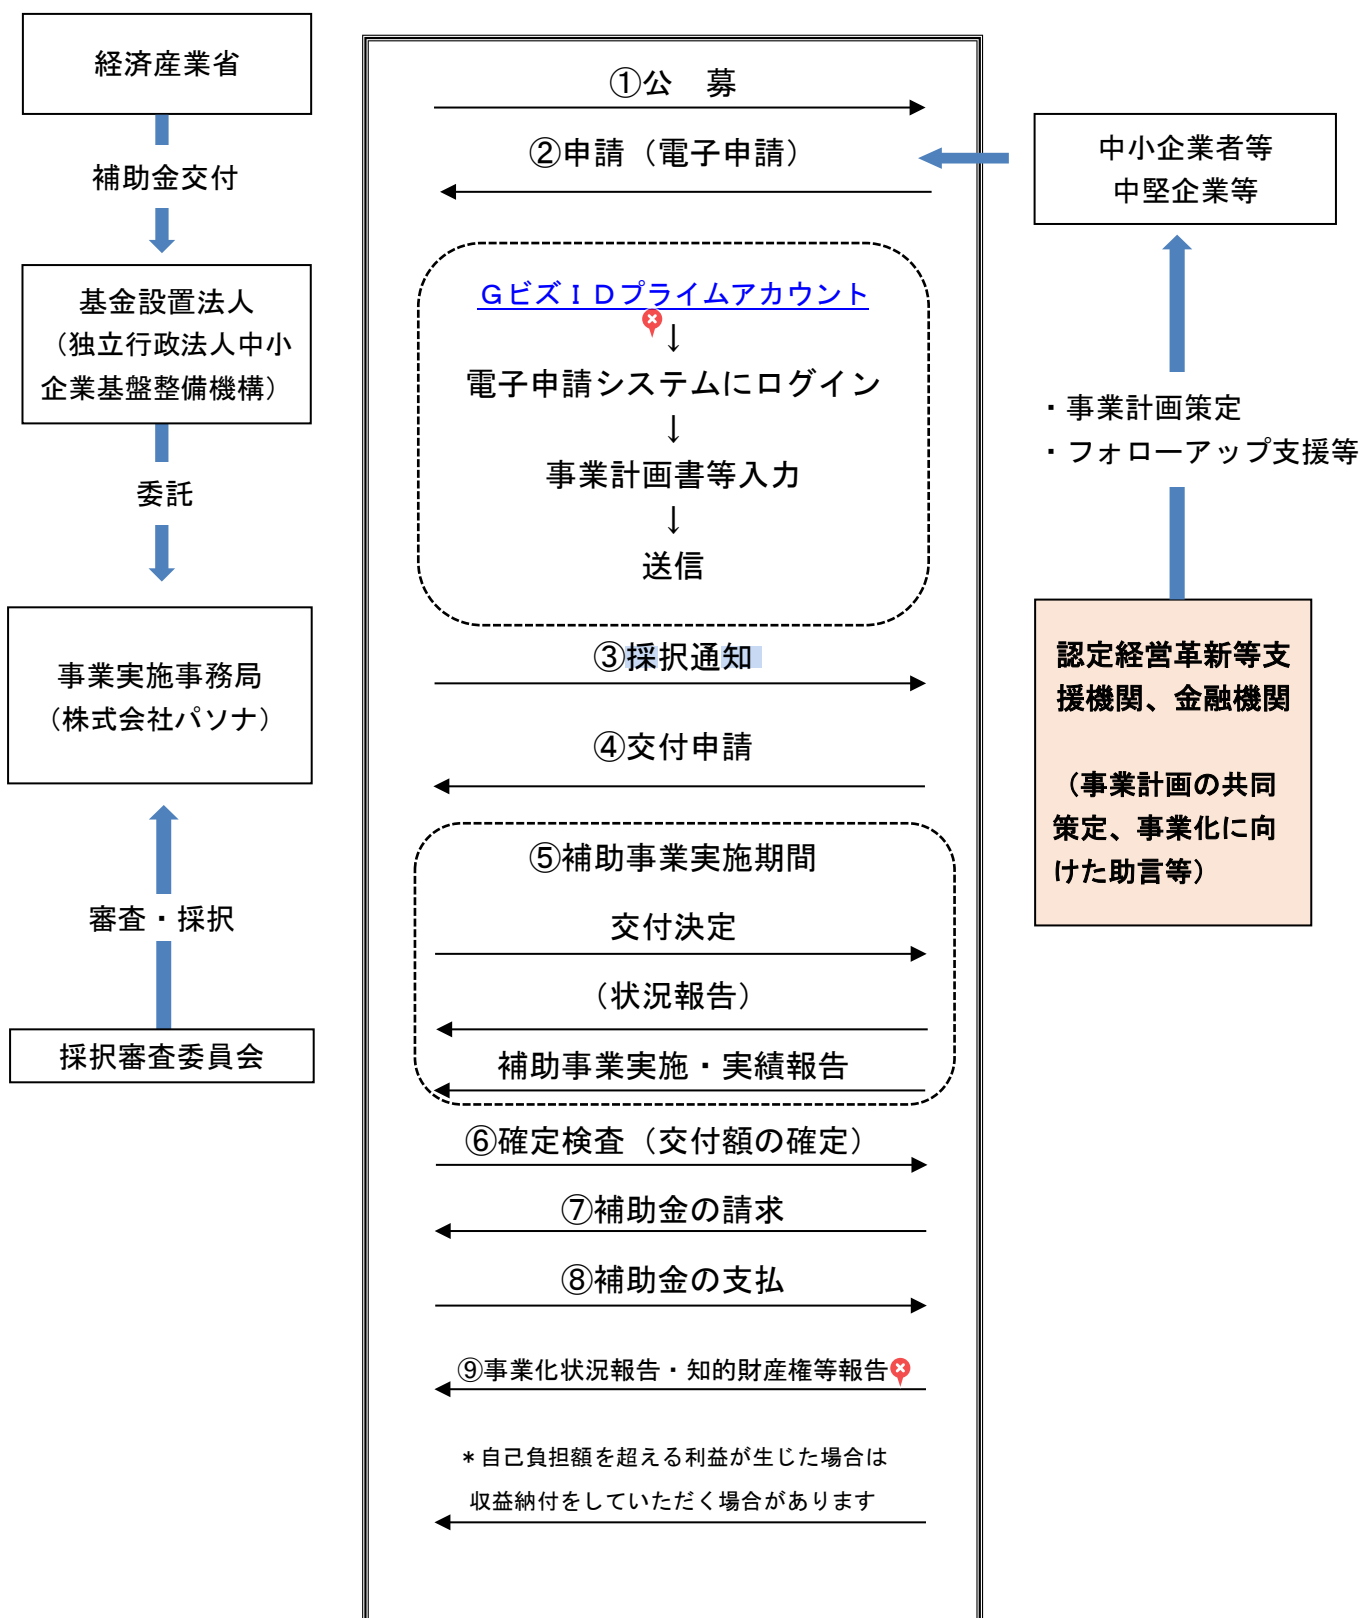 経済産業省
補助金交付
基金設置法人
（独立行政法人中小
企業基盤整備機構）
委託
事業実施事務局
（株式会社パソナ）
審査・採択
採択審査委員会
①公　募
②申請（電子申請）
ＧビズＩＤプライムアカウント
↓
電子申請システムにログイン
↓
事業計画書等入力
↓
送信
③採択通知
④交付申請
⑤補助事業実施期間
交付決定
（状況報告）
補助事業実施・実績報告
⑥確定検査（交付額の確定）
⑦補助金の請求
⑧補助金の支払
⑨事業化状況報告・知的財産権等報告
＊自己負担額を超える利益が生じた場合は
収益納付をしていただく場合があります
中小企業者等
中堅企業等
・事業計画策定
・フォローアップ支援等
認定経営革新等支
援機関、金融機関
（事業計画の共同
策定、事業化に向
けた助言等）